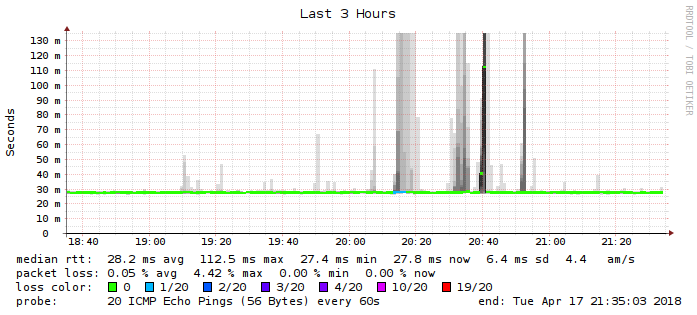 Last 3 Hours
RRDTOOL / TOBI OETIKER
Seconds
130 m
120 m
110 m
100 m
90 m
80 m
70 m
60 m
50 m
40 m
30 m
20 m
10 m
0
18:40 19:00 19:20 19:40 20:00 20:20 20:40 21:00 21:20
median rtt: 28.2 ms avg 112.5 ms max 27.4 ms min 27.8 ms now 6.4 ms sd 4.4 am/s
packet loss: 0.05 % avg 4.42 % max 0.00 % min 0.00 % now
loss color: 0 1/20 2/20 3/20 4/20 10/20 19/20
probe: 20 ICMP Echo Pings (56 Bytes) every 60s end: Tue Apr 17 21:35:03 2018